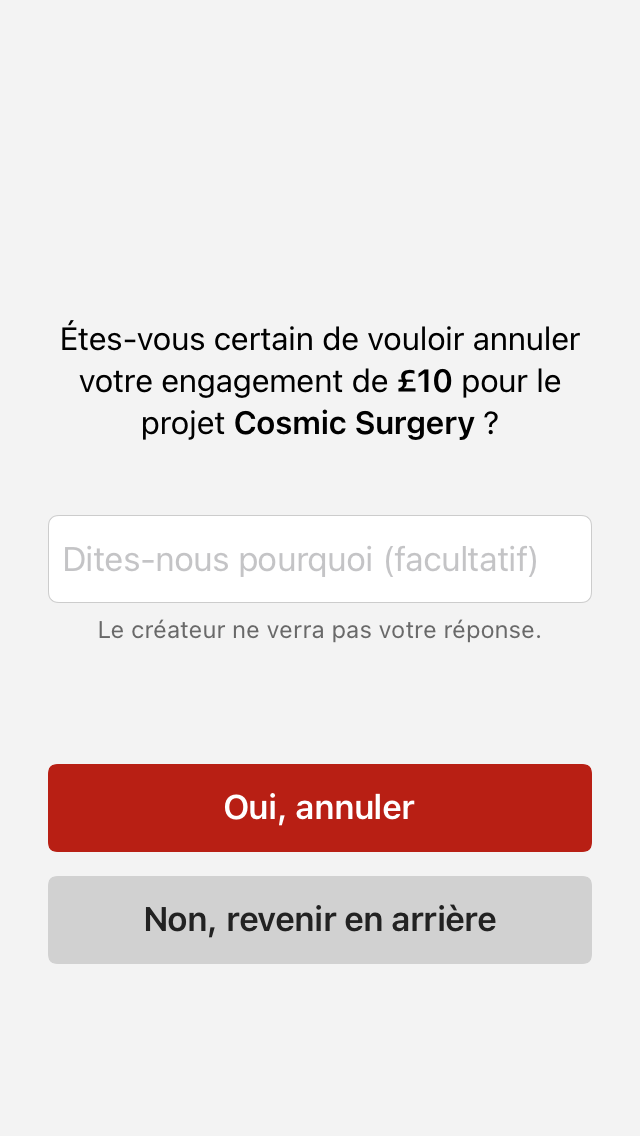 Étes-vous certain de vouloir annuler
votre engagement de £10 pour le
projet Cosmic Surgery ?
Dites-nous pourquoi (facultatif)
Le créateur ne verra pas votre réponse.
Oui, annuler
Non, revenir en arrière